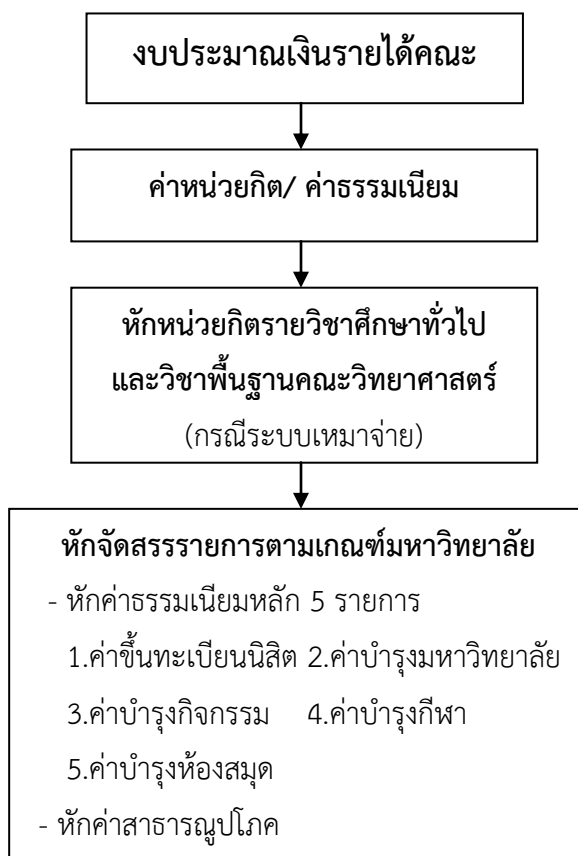 งบประมาณเงินรายได้คณะ
ค่าหน่วยกิต/ ค่าธรรมเนียม
หักหน่วยกิตรายวิชาศึกษาทั่วไป
และวิชาพื้นฐานคณะวิทยาศาสตร์
(กรณีระบบเหมาจ่าย)
หักจัดสรรรายการตามเกณฑ์มหาวิทยาลัย
- หักค่าธรรมเนียมหลัก 5 รายการ
1.ค่าขึ้นทะเบียนนิสิต 2.ค่าบำรุงมหาวิทยาลัย
3.ค่าบำรุงกิจกรรม 4.ค่าบำรุงกีฬา
5.ค่าบำรุงห้องสมุด
- หักค่าสาธารณูปโภค